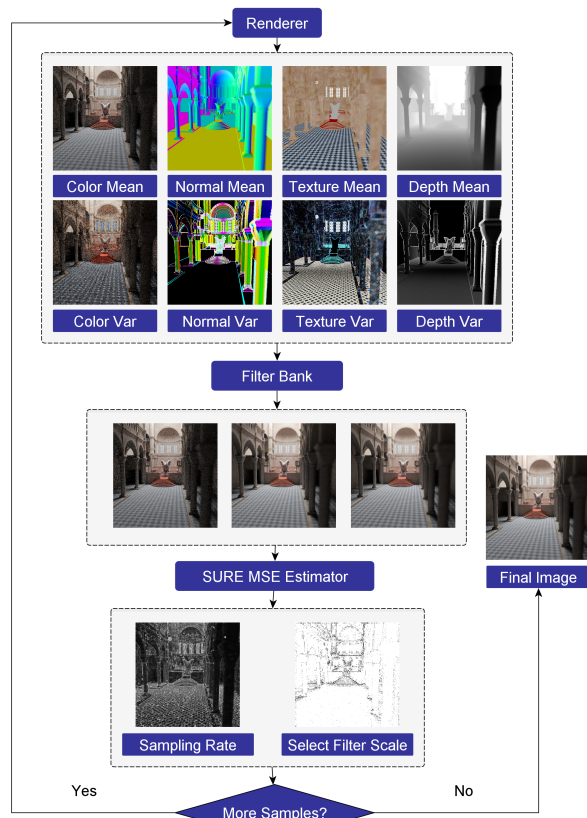 Renderer
Color Mean
Normal Mean
Texture Mean
Depth Mean
Color Var
Normal Var
Texture Var
Depth Var
Filter Bank
SURE MSE Estimator
Final Image
Sampling Rate
Select Filter Scale
Yes
No
More Samples?